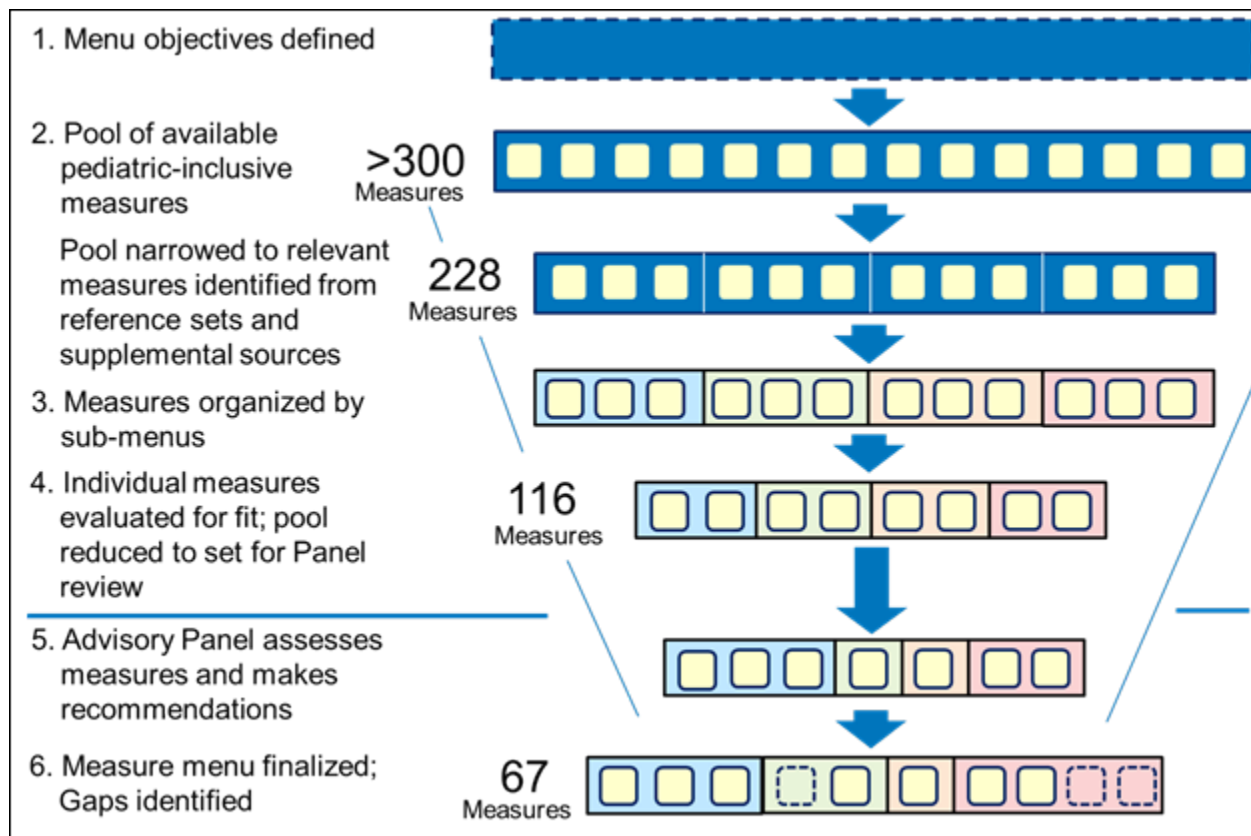 1. Menu objectives defined
2. Pool of available
pediatric-inclusive
measures
>300
Measures
Pool narrowed to relevant
measures identified from
reference sets and
supplemental sources
228
Measures
3. Measures organized by
sub-menus
4. Individual measures
evaluated for fit; pool
reduced to set for Panel
review
116
Measures
5. Advisory Panel assesses
measures and makes
recommendations
6. Measure menu finalized;
Gaps identified
67
Measures